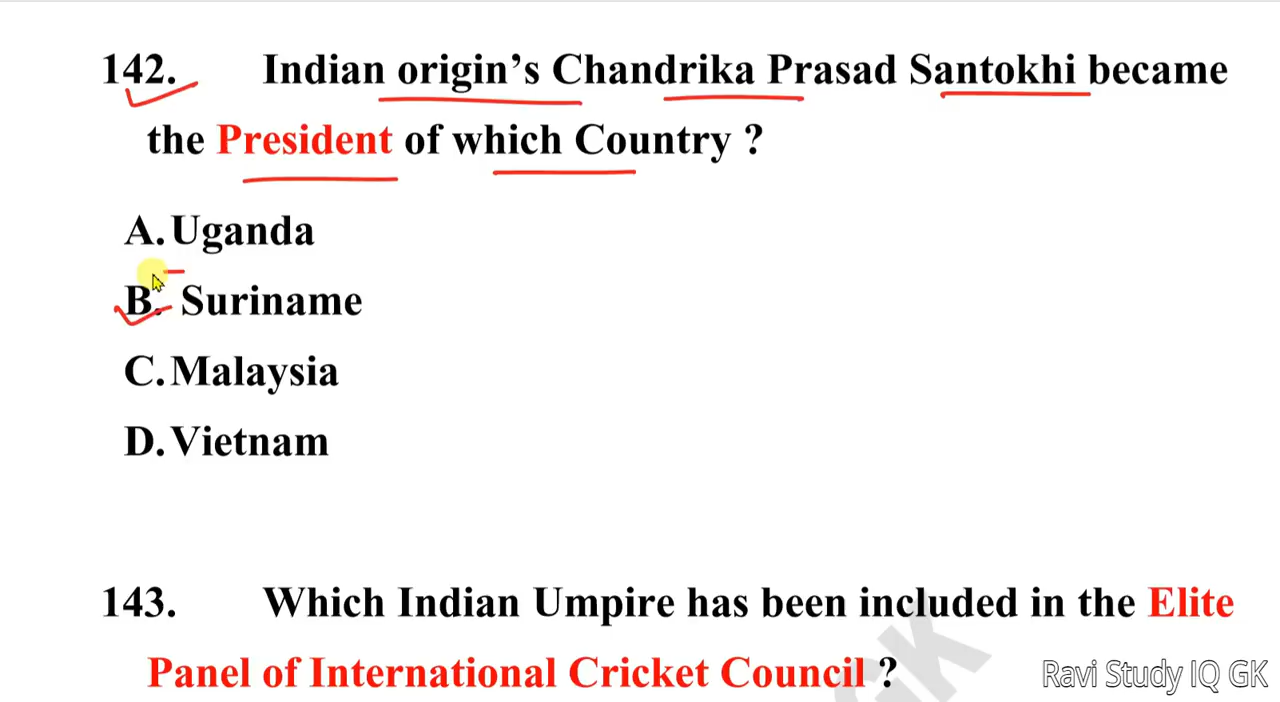 142. Indian origin’s Chandrika Prasad Santokhi became
the President of which Country ?
A. Uganda
B. Suriname
C. Malaysia
D. Vietnam
143. Which Indian Umpire has been included in the Elite
Panel of International Cricket Council ?
GK
Ravi Study IQ GK